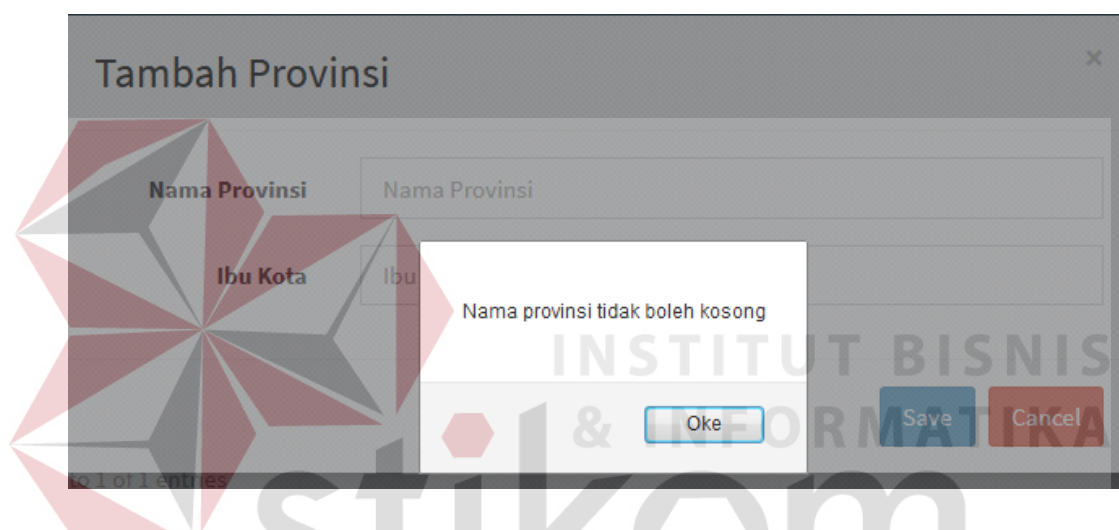 Tambah Provinsi
×
Nama Provinsi
Nama Provinsi
Ibu Kota
Ibu
Nama provinsi tidak boleh kosong
Oke
Save
Cancel
to 1 of 1 entries
INSTITUT BISNIS
& INFORMATIKA
stikom